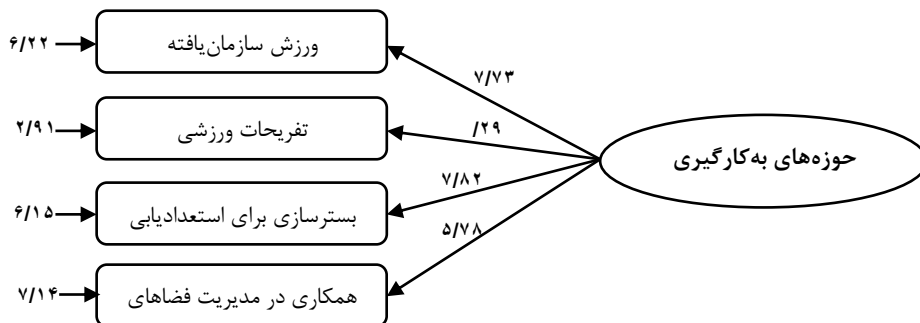 ورزش سازمان‌یافته
۶/۲۲
۷/۷۳
تفریحات ورزشی
۲/۹۱
/۲۹
حوزه‌های به‌کارگیری
بسترسازی برای استعدادیابی
۶/۱۵
۷/۸۲
همکاری در مدیریت فضاهای
۷/۱۴
۵/۷۸